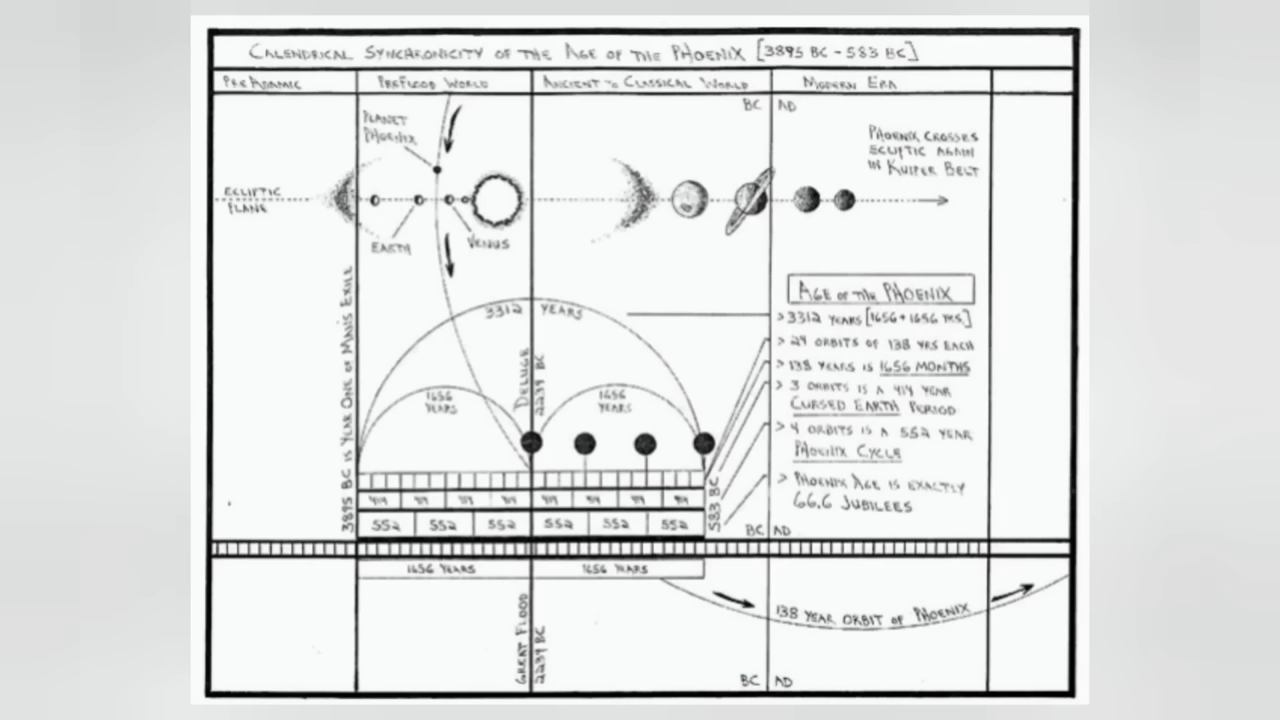 CALENDRICAL SYNCHRONICITY OF THE AGE OF THE PHOENIX [3895 BC - 583 BC]
PRE ADAMIC
PREFLOOD WORLD
ANCIENT TO CLASSICAL WORLD
MODERN ERA
BC AD
PLANET
PHOENIX
PHOENIX CROSSES
ECLIPTIC AGAIN
IN KUIPER BELT
ECLIPTIC
PLANE
EARTH
VENUS
3895 BC IS YEAR ONE OF MAN'S EXILE
3312 YEARS
1656
YEARS
DELUGE
2239 BC
1656
YEARS
AGE OF THE PHOENIX
> 3312 YEARS [1656+1656 YRS]
> 24 ORBITS OF 138 YRS EACH
> 138 YEARS IS 1656 MONTHS
> 3 ORBITS IS A 414 YEAR
CURSED EARTH PERIOD
> 4 ORBITS IS A 552 YEAR
PHOENIX CYCLE
> PHOENIX AGE IS EXACTLY
66.6 JUBILEES
414 414 414 414 414 414 414 414
552 552 552 552 552 552
583 BC
BC AD
1656 YEARS
1656 YEARS
GREAT FLOOD
2239 BC
138 YEAR ORBIT OF PHOENIX
BC AD